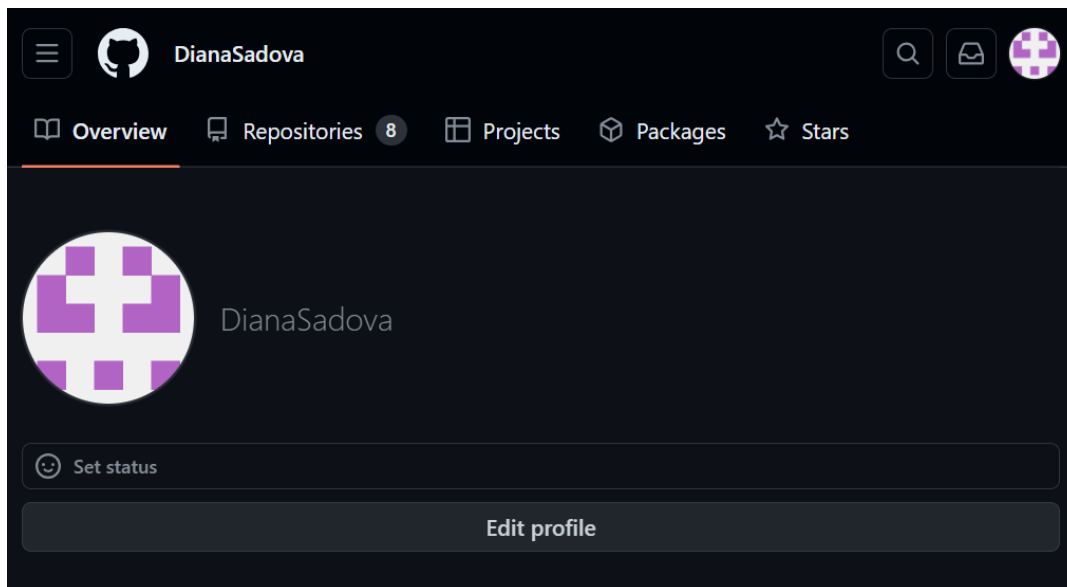 DianaSadova
Overview Repositories 8 Projects Packages Stars
DianaSadova
Set status
Edit profile